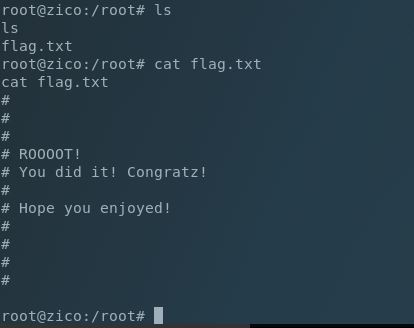 root@zico:/root# ls
ls
flag.txt
root@zico:/root# cat flag.txt
cat flag.txt
#
#
#
# ROOOOT!
# You did it! Congratz!
#
# Hope you enjoyed!
#
#
#
#
root@zico:/root#